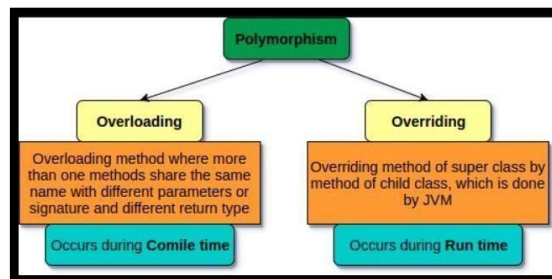 Polymorphism
Overloading
Overloading method where more
than one methods share the same
name with different parameters or
signature and different return type
Occurs during Comile time
Overriding
Overriding method of super class by
method of child class, which is done
by JVM
Occurs during Run time